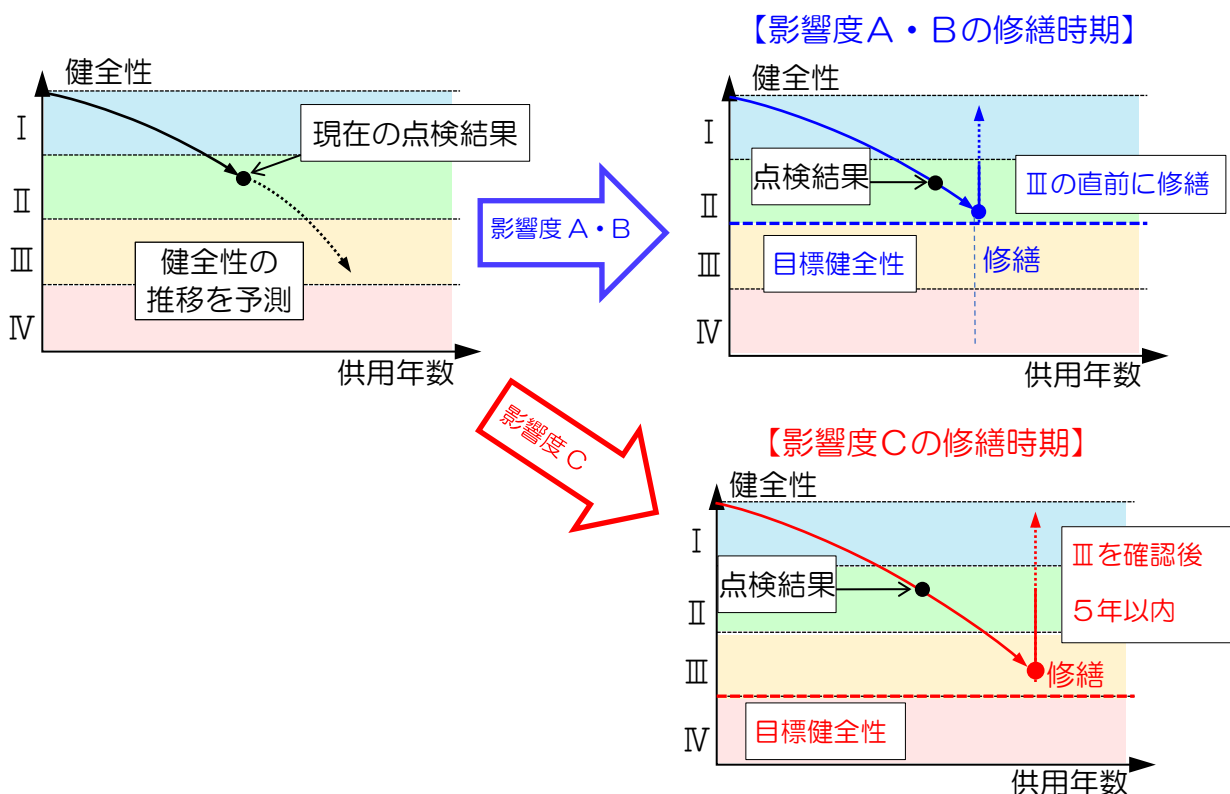 健全性
Ⅰ
Ⅱ
Ⅲ
Ⅳ
現在の点検結果
健全性の
推移を予測
供用年数
影響度 A・B
【影響度A・Bの修繕時期】
健全性
Ⅰ
Ⅱ
Ⅲ
Ⅳ
点検結果
Ⅲの直前に修繕
目標健全性
修繕
供用年数
影響度 C
【影響度Cの修繕時期】
健全性
Ⅰ
Ⅱ
Ⅲ
Ⅳ
点検結果
Ⅲを確認後
５年以内
修繕
目標健全性
供用年数